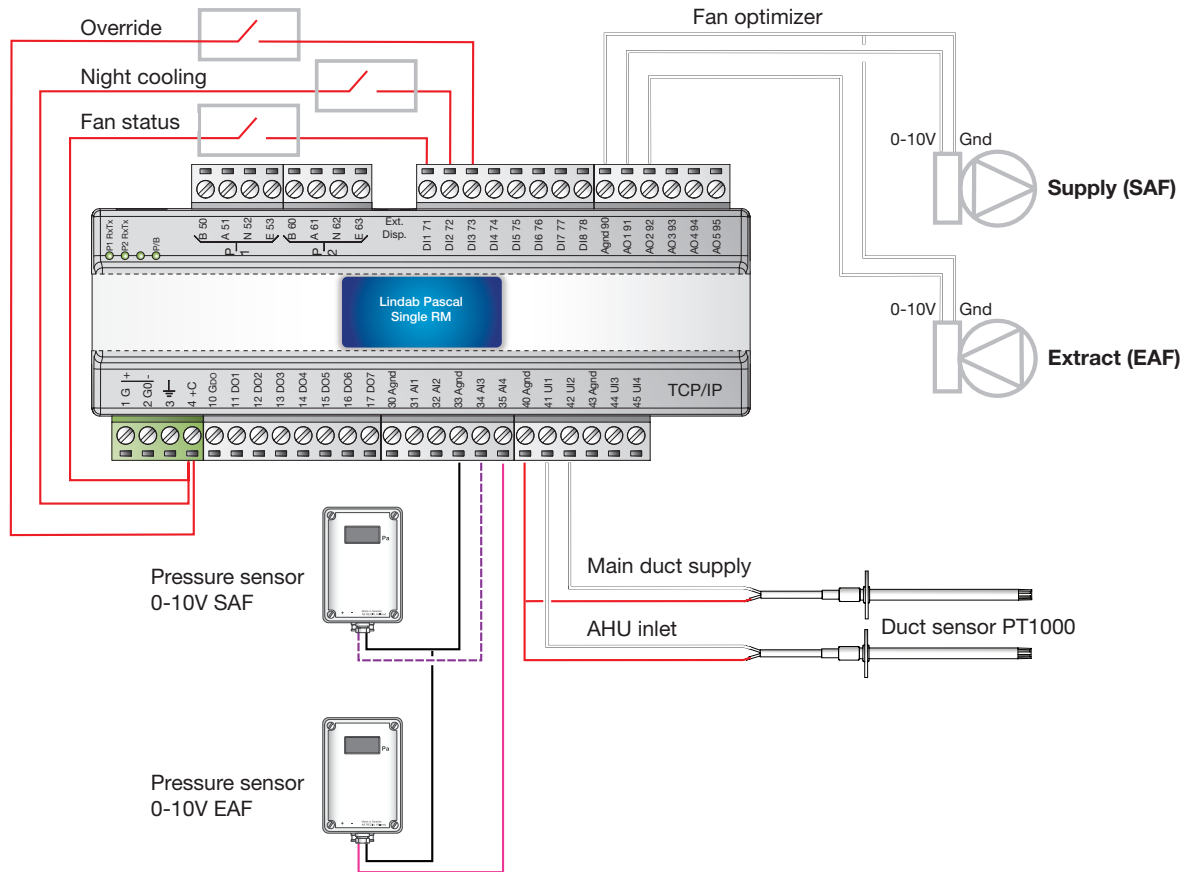 Override
Night cooling
Fan status
Fan optimizer
0-10V Gnd
Supply (SAF)
0-10V Gnd
Extract (EAF)
P1 RxTx
P2 RxTx
P/B
B 50
A 51
N 52
E 53
P 1
B 60
A 61
N 62
E 63
P 2
Ext.
Disp.
DI1 71
DI2 72
DI3 73
DI4 74
DI5 75
DI6 76
DI7 77
DI8 78
Agnd 90
AO1 91
AO2 92
AO3 93
AO4 94
AO5 95
Lindab Pascal
Single RM
1 G +
2 G0 -
3
4 +C
10 GDO
11 DO1
12 DO2
13 DO3
14 DO4
15 DO5
16 DO6
17 DO7
30 Agnd
31 AI1
32 AI2
33 Agnd
34 AI3
35 AI4
40 Agnd
41 UI1
42 UI2
43 Agnd
44 UI3
45 UI4
TCP/IP
Pa
+ -
Pressure sensor
0-10V SAF
Main duct supply
AHU inlet
Duct sensor PT1000
Pa
+ -
Pressure sensor
0-10V EAF